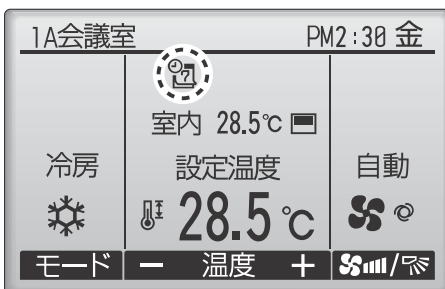 1A会議室 PM2:30 金
7
室内 28.5℃
冷房 設定温度 自動
28.5℃
モード － 温度 ＋ /